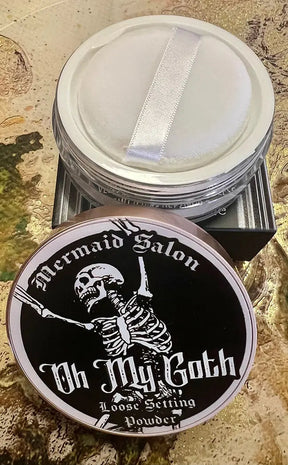 Mermaid Salon
Oh My Goth
Loose Setting
Powder